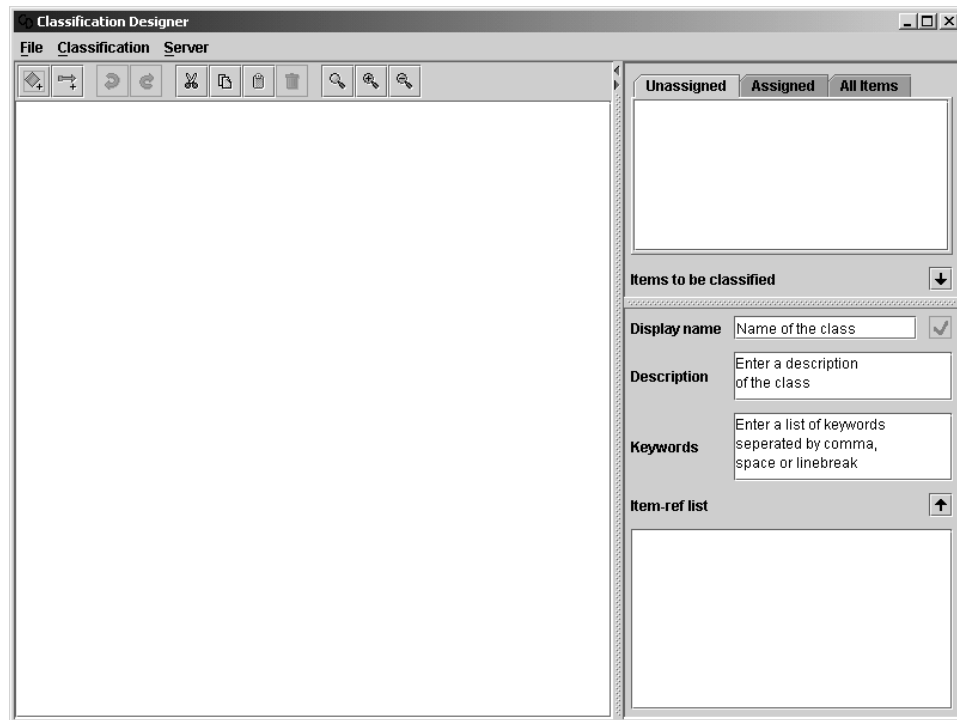 Classification Designer
File Classification Server
Unassigned Assigned All Items
Items to be classified
Display name Name of the class
Description Enter a description
of the class
Keywords Enter a list of keywords
seperated by comma,
space or linebreak
Item-ref list